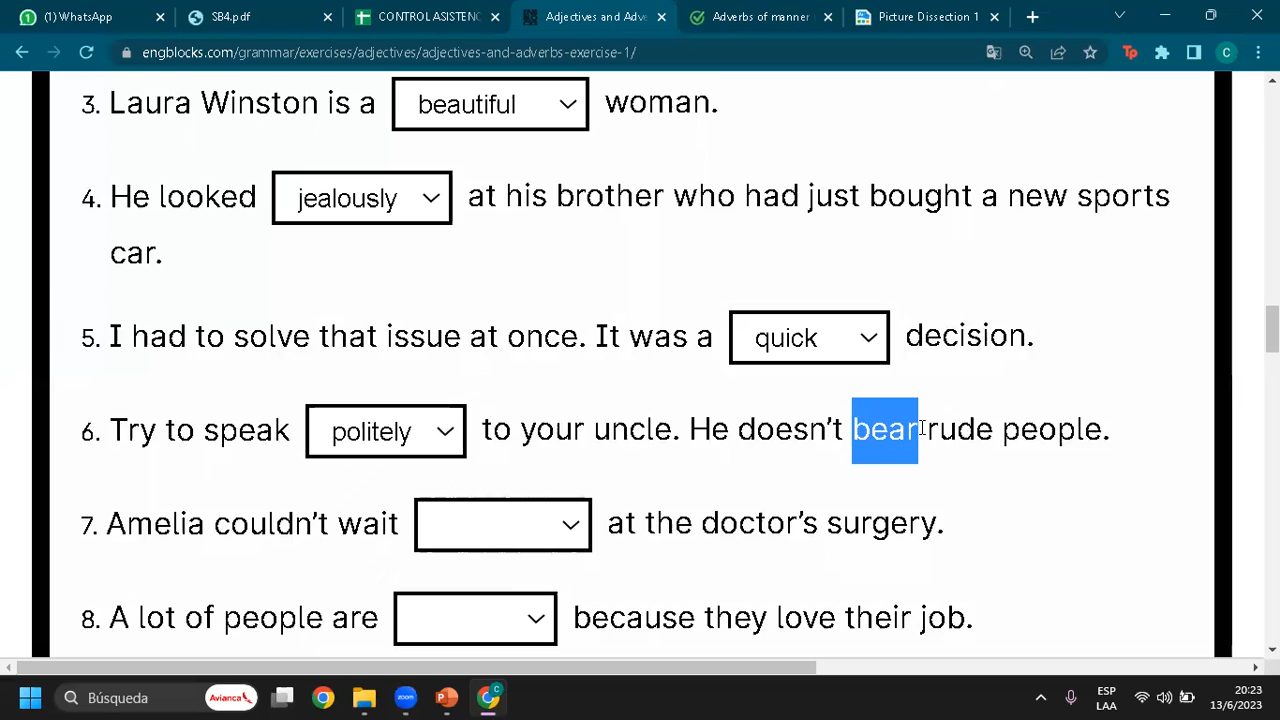 (1) WhatsApp
SB4.pdf
CONTROL ASISTENC
Adjectives and Adve
Adverbs of manner
Picture Dissection 1
engblocks.com/grammar/exercises/adjectives/adjectives-and-adverbs-exercise-1/
Tp
C
3. Laura Winston is a beautiful woman.
4. He looked jealously at his brother who had just bought a new sports
car.
5. I had to solve that issue at once. It was a quick decision.
6. Try to speak politely to your uncle. He doesn't bear rude people.
7. Amelia couldn't wait at the doctor's surgery.
8. A lot of people are because they love their job.
Búsqueda
Avianca
zoom
P
C
ESP
LAA
20:23
13/6/2023